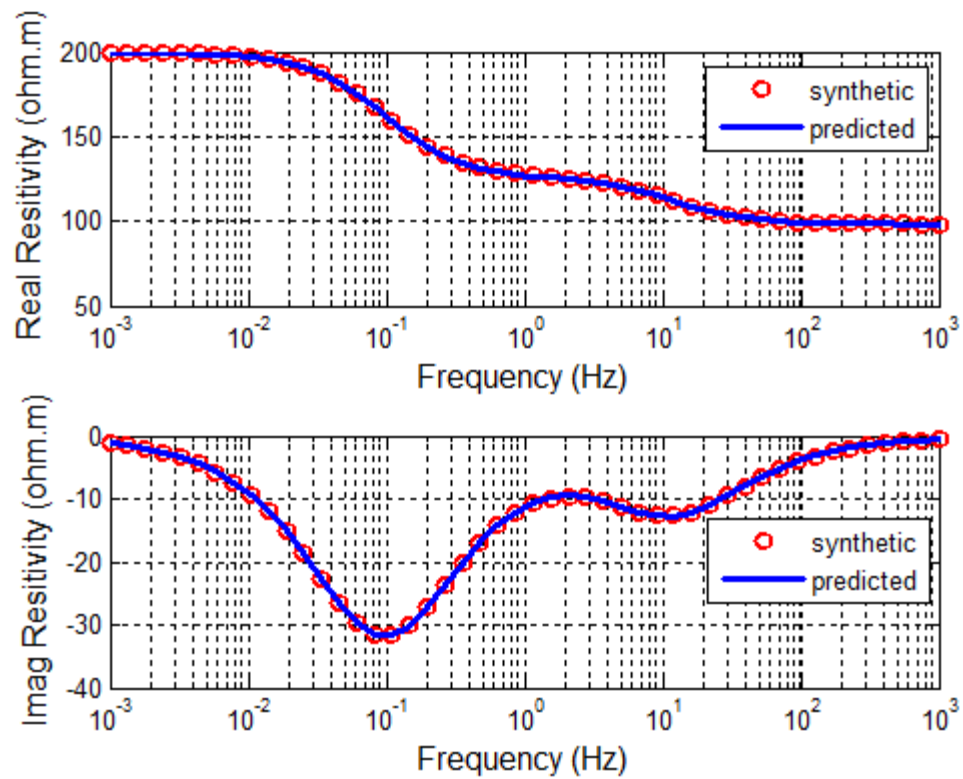 Real Resitivity (ohm.m)
200
150
100
50
synthetic
predicted
10^-3
10^-2
10^-1
10^0
10^1
10^2
10^3
Frequency (Hz)
Imag Resitivity (ohm.m)
0
-10
-20
-30
-40
synthetic
predicted
10^-3
10^-2
10^-1
10^0
10^1
10^2
10^3
Frequency (Hz)